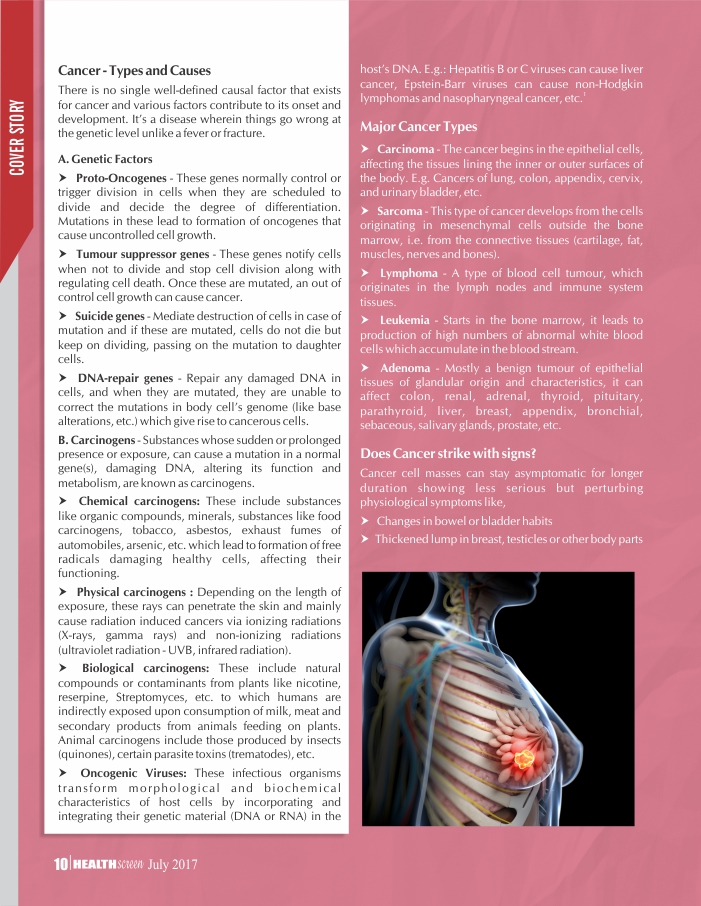 COVER STORY
Cancer - Types and Causes
There is no single well-defined causal factor that exists
for cancer and various factors contribute to its onset and
development. It's a disease wherein things go wrong at
the genetic level unlike a fever or fracture.
A. Genetic Factors
➤ Proto-Oncogenes - These genes normally control or
trigger division in cells when they are scheduled to
divide and decide the degree of differentiation.
Mutations in these lead to formation of oncogenes that
cause uncontrolled cell growth.
➤ Tumour suppressor genes - These genes notify cells
when not to divide and stop cell division along with
regulating cell death. Once these are mutated, an out of
control cell growth can cause cancer.
➤ Suicide genes - Mediate destruction of cells in case of
mutation and if these are mutated, cells do not die but
keep on dividing, passing on the mutation to daughter
cells.
➤ DNA-repair genes - Repair any damaged DNA in
cells, and when they are mutated, they are unable to
correct the mutations in body cell's genome (like base
alterations, etc.) which give rise to cancerous cells.
B. Carcinogens - Substances whose sudden or prolonged
presence or exposure, can cause a mutation in a normal
gene(s), damaging DNA, altering its function and
metabolism, are known as carcinogens.
➤ Chemical carcinogens: These include substances
like organic compounds, minerals, substances like food
carcinogens, tobacco, asbestos, exhaust fumes of
automobiles, arsenic, etc. which lead to formation of free
radicals damaging healthy cells, affecting their
functioning.
➤ Physical carcinogens : Depending on the length of
exposure, these rays can penetrate the skin and mainly
cause radiation induced cancers via ionizing radiations
(X-rays, gamma rays) and non-ionizing radiations
(ultraviolet radiation - UVB, infrared radiation).
➤ Biological carcinogens: These include natural
compounds or contaminants from plants like nicotine,
reserpine, Streptomyces, etc. to which humans are
indirectly exposed upon consumption of milk, meat and
secondary products from animals feeding on plants.
Animal carcinogens include those produced by insects
(quinones), certain parasite toxins (trematodes), etc.
➤ Oncogenic Viruses: These infectious organisms
transform morphological and biochemical
characteristics of host cells by incorporating and
integrating their genetic material (DNA or RNA) in the
host's DNA. E.g.: Hepatitis B or C viruses can cause liver
cancer, Epstein-Barr viruses can cause non-Hodgkin
lymphomas and nasopharyngeal cancer, etc.¹
Major Cancer Types
➤ Carcinoma - The cancer begins in the epithelial cells,
affecting the tissues lining the inner or outer surfaces of
the body. E.g. Cancers of lung, colon, appendix, cervix,
and urinary bladder, etc.
➤ Sarcoma - This type of cancer develops from the cells
originating in mesenchymal cells outside the bone
marrow, i.e. from the connective tissues (cartilage, fat,
muscles, nerves and bones).
➤ Lymphoma - A type of blood cell tumour, which
originates in the lymph nodes and immune system
tissues.
➤ Leukemia - Starts in the bone marrow, it leads to
production of high numbers of abnormal white blood
cells which accumulate in the blood stream.
➤ Adenoma - Mostly a benign tumour of epithelial
tissues of glandular origin and characteristics, it can
affect colon, renal, adrenal, thyroid, pituitary,
parathyroid, liver, breast, appendix, bronchial,
sebaceous, salivary glands, prostate, etc.
Does Cancer strike with signs?
Cancer cell masses can stay asymptomatic for longer
duration showing less serious but perturbing
physiological symptoms like,
➤ Changes in bowel or bladder habits
➤ Thickened lump in breast, testicles or other body parts
10 HEALTHscreen July 2017